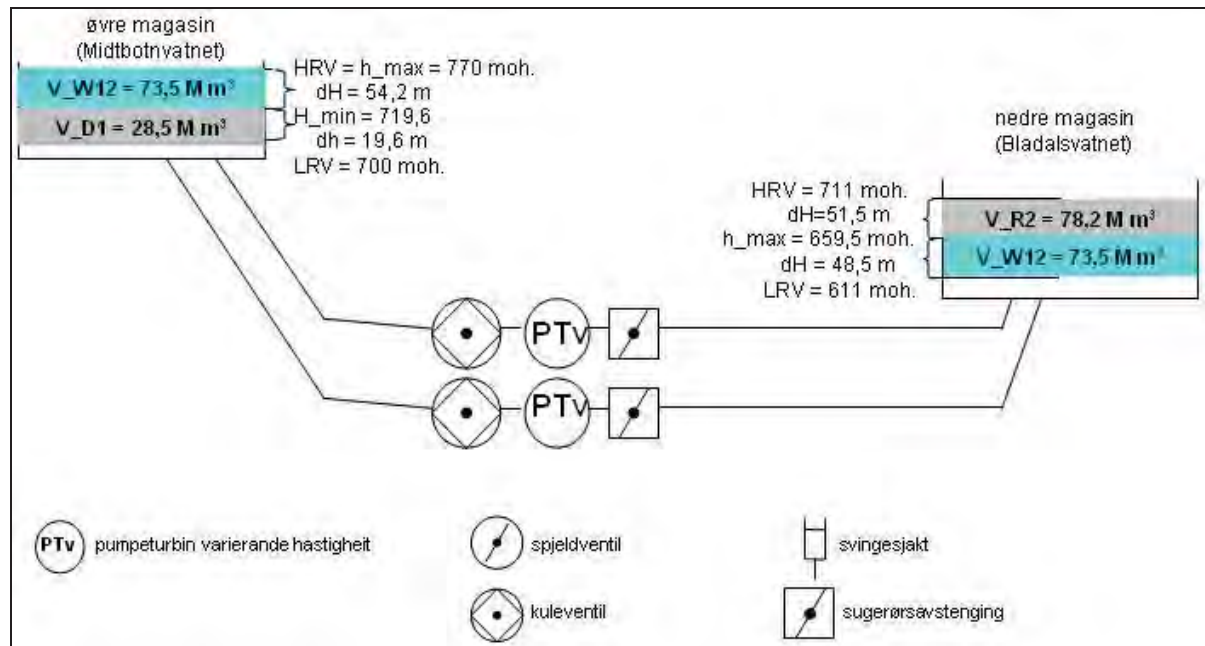 øvre magasin
(Midtbotnvatnet)
V_W12 = 73,5 M m³
V_D1 = 28,5 M m³
HRV = h_max = 770 moh.
dH = 54,2 m
H_min = 719,6
dh = 19,6 m
LRV = 700 moh.
nedre magasin
(Bladalsvatnet)
HRV = 711 moh.
dH=51,5 m
h_max = 659,5 moh.
dH = 48,5 m
LRV = 611 moh.
V_R2 = 78,2 M m³
V_W12 = 73,5 M m³
PTv
PTv
PTv pumpeturbin varierande hastigheit
spjeldventil
svingesjakt
kuleventil
sugerørsavstenging